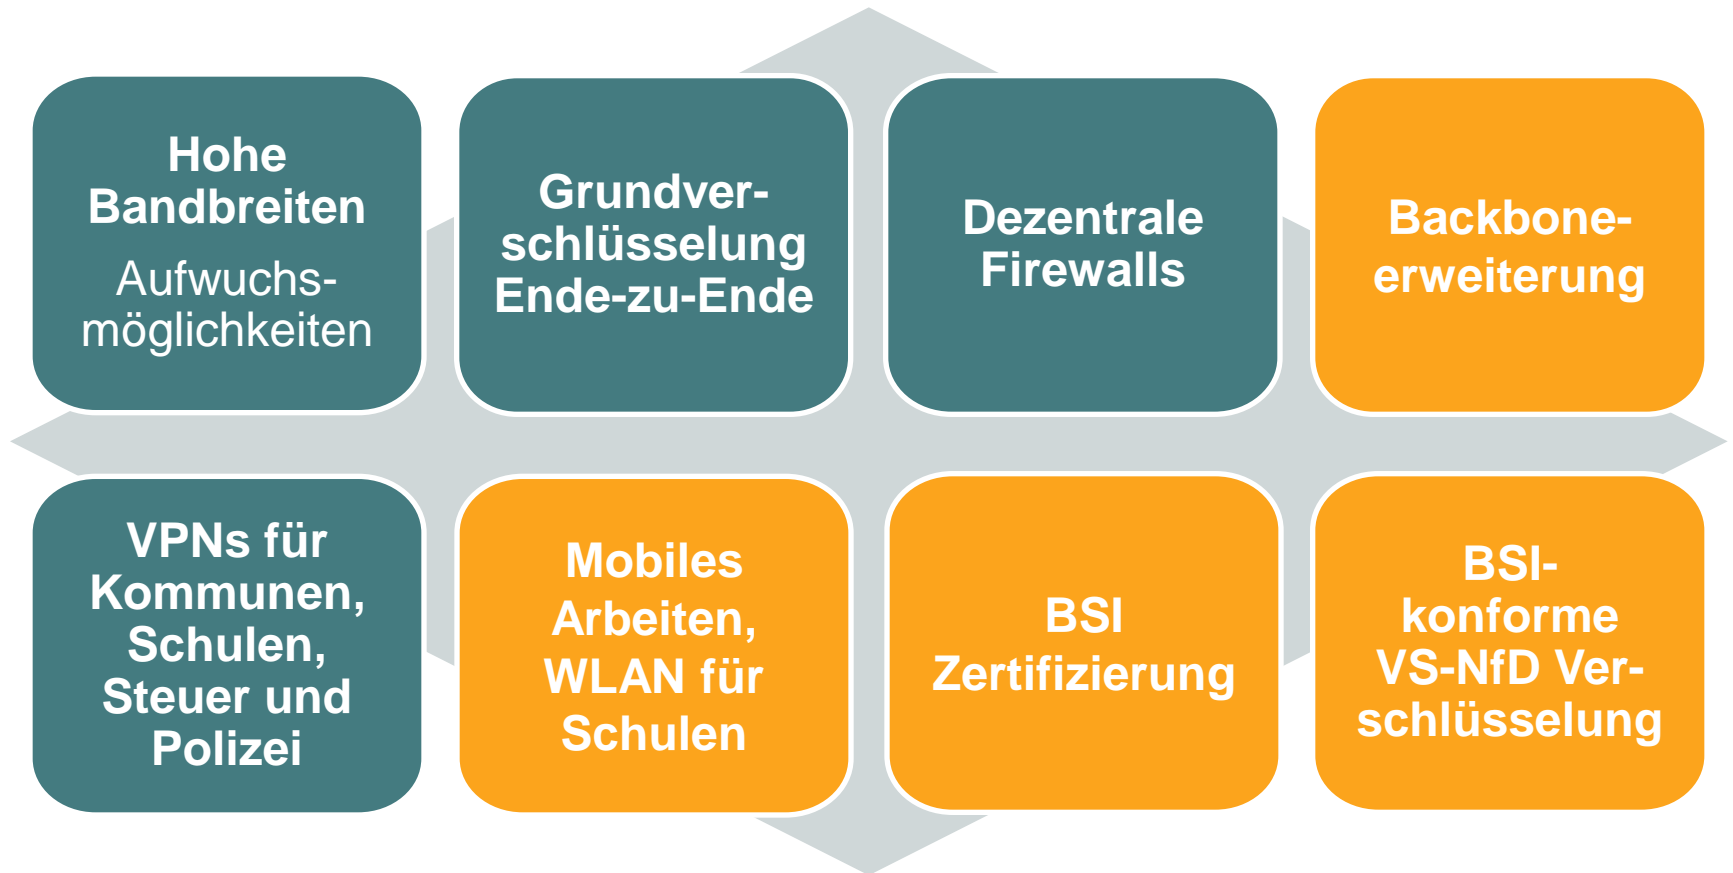 Hohe
Bandbreiten
Aufwuchs-
möglichkeiten
Grundver-
schlüsselung
Ende-zu-Ende
Dezentrale
Firewalls
Backbone-
erweiterung
VPNs für
Kommunen,
Schulen,
Steuer und
Polizei
Mobiles
Arbeiten,
WLAN für
Schulen
BSI
Zertifizierung
BSI-
konforme
VS-NfD Ver-
schlüsselung